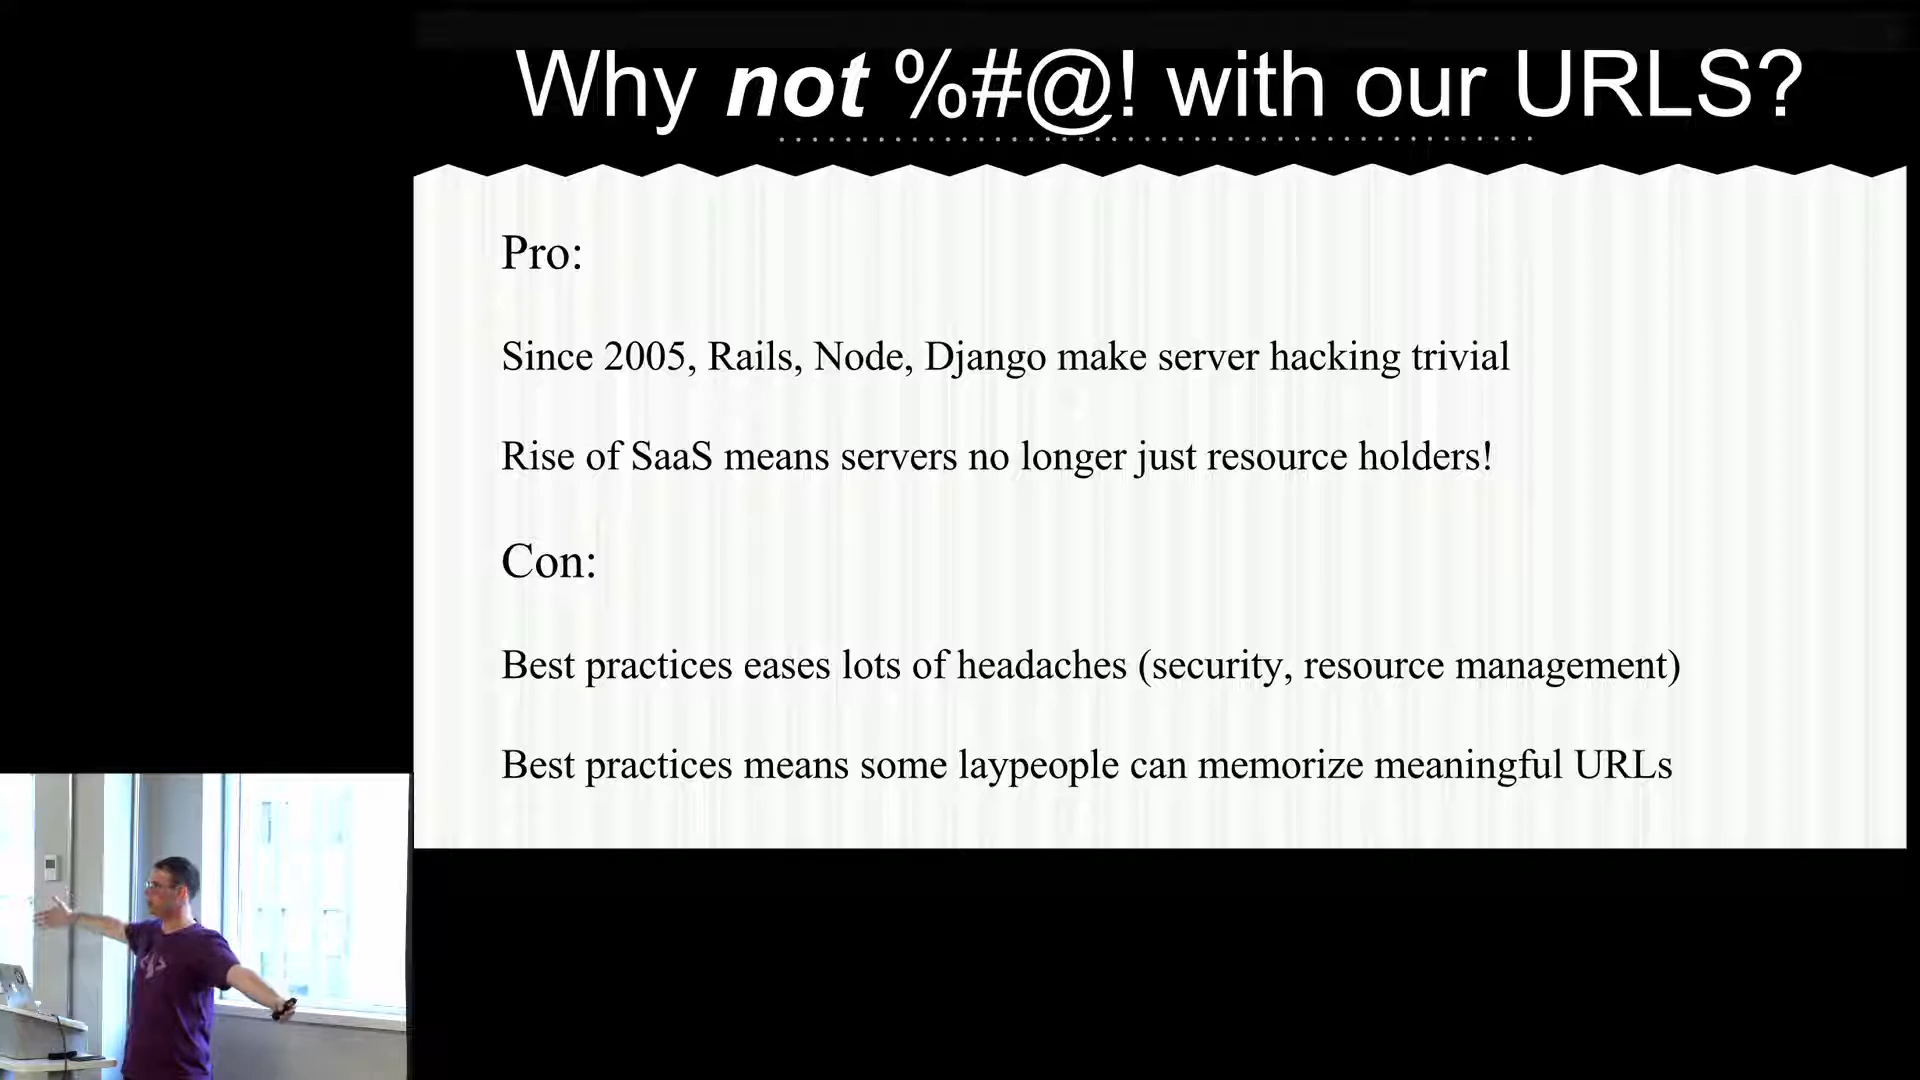 Why not %#@! with our URLS?
Pro:
Since 2005, Rails, Node, Django make server hacking trivial
Rise of SaaS means servers no longer just resource holders!
Con:
Best practices eases lots of headaches (security, resource management)
Best practices means some laypeople can memorize meaningful URLs